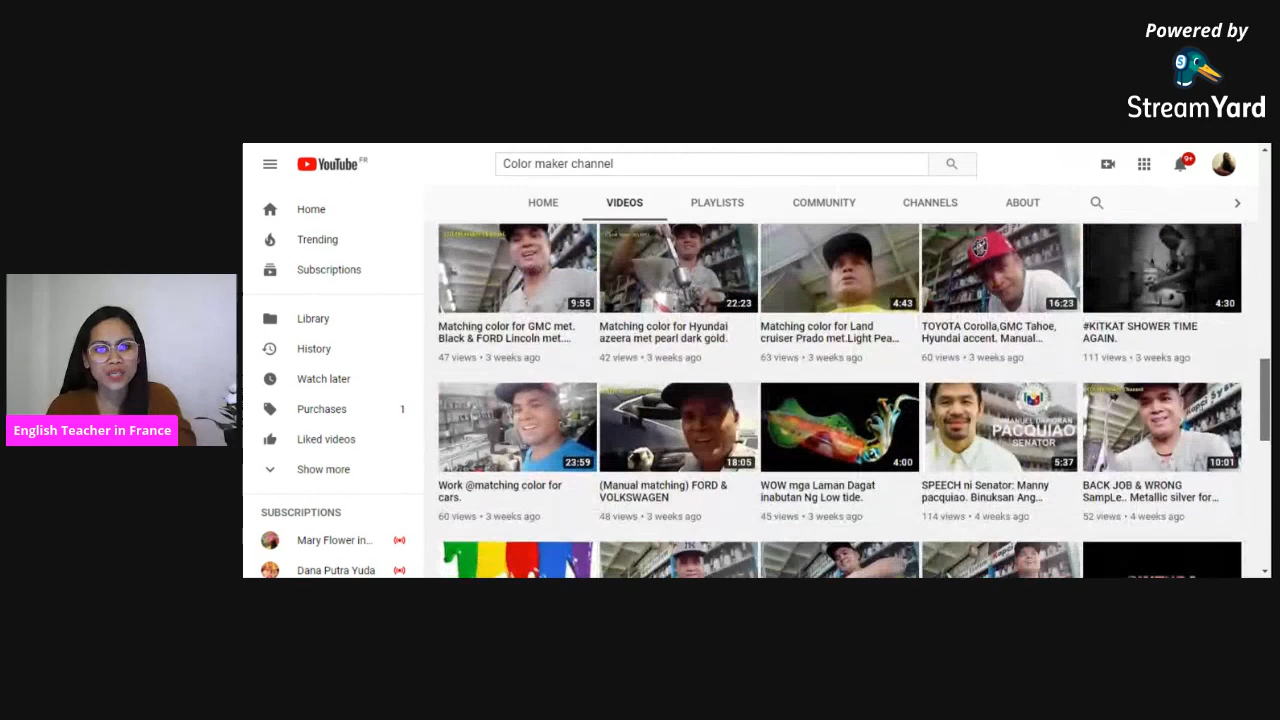 Powered by
StreamYard
YouTube FR
Color maker channel
9+
HOME VIDEOS PLAYLISTS COMMUNITY CHANNELS ABOUT
Home
Trending
Subscriptions
Library
History
Watch later
Purchases 1
Liked videos
Show more
SUBSCRIPTIONS
Mary Flower in...
Dana Putra Yuda
English Teacher in France
9:55
22:23
4:43
16:23
4:30
Matching color for GMC met.
Black & FORD Lincoln met....
47 views • 3 weeks ago
Matching color for Hyundai
azeera met pearl dark gold.
42 views • 3 weeks ago
Matching color for Land
cruiser Prado met.Light Pea...
63 views • 3 weeks ago
TOYOTA Corolla,GMC Tahoe,
Hyundai accent. Manual...
60 views • 3 weeks ago
#KITKAT SHOWER TIME
AGAIN.
111 views • 3 weeks ago
23:59
18:05
4:00
PACQUIAO
SENATOR
5:37
10:01
Work @matching color for
cars.
60 views • 3 weeks ago
(Manual matching) FORD &
VOLKSWAGEN
48 views • 3 weeks ago
WOW mga Laman Dagat
inabutan Ng Low tide.
45 views • 3 weeks ago
SPEECH ni Senator: Manny
pacquiao. Binuksan Ang...
114 views • 4 weeks ago
BACK JOB & WRONG
SampLe.. Metallic silver for...
52 views • 4 weeks ago